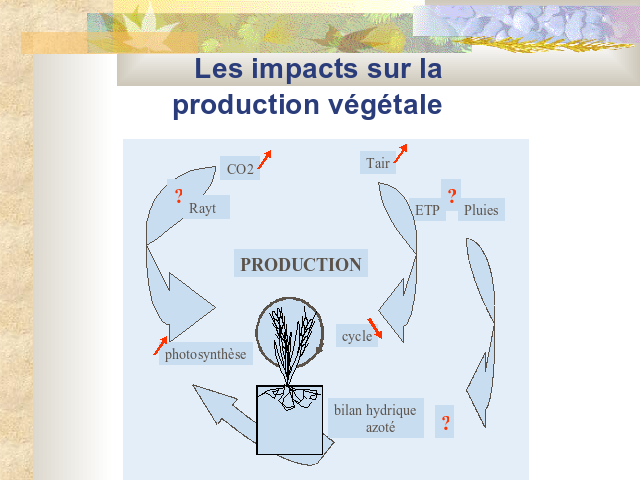 Les impacts sur la
production végétale
CO2
Tair
?
Rayt
ETP
?
Pluies
PRODUCTION
cycle
photosynthèse
bilan hydrique
azoté
?